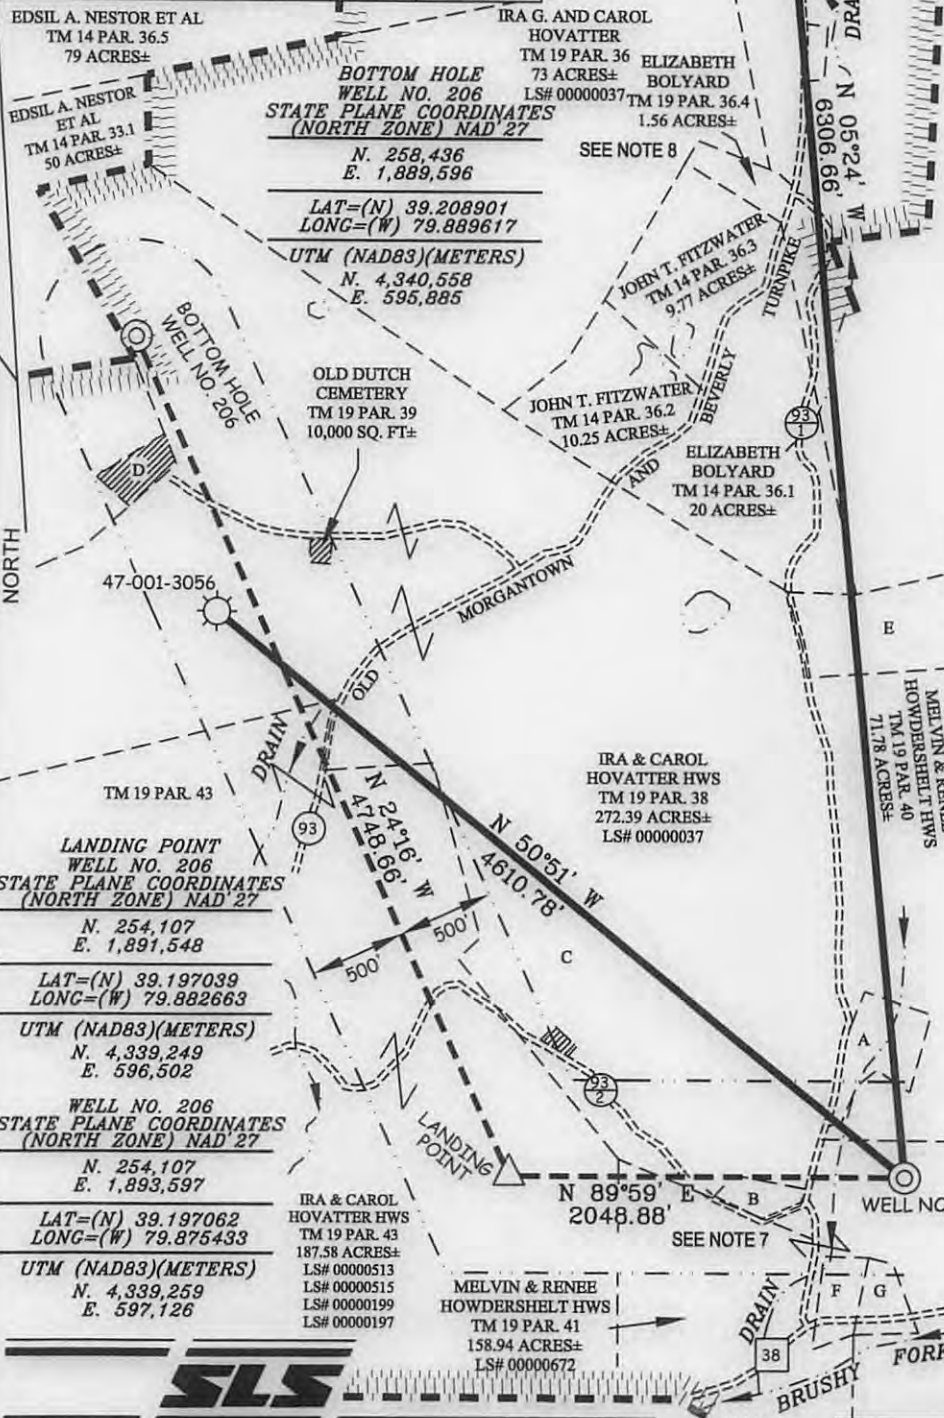 EDSIL A. NESTOR ET AL
TM 14 PAR. 36.5
79 ACRES±
EDSIL A. NESTOR
ET AL
TM 14 PAR. 33.1
50 ACRES±
IRA G. AND CAROL
HOVATTER
TM 19 PAR. 36
73 ACRES±
LS# 00000037
ELIZABETH
BOLYARD
TM 19 PAR. 36.4
1.56 ACRES±
SEE NOTE 8
DRA
N 05°24' W
6306.66'
BOTTOM HOLE
WELL NO. 206
STATE PLANE COORDINATES
(NORTH ZONE) NAD'27
N. 258,436
E. 1,889,596
LAT=(N) 39.208901
LONG=(W) 79.889617
UTM (NAD83)(METERS)
N. 4,340,558
E. 595,885
JOHN T. FITZWATER
TM 14 PAR. 36.3
9.77 ACRES±
TURNPIKE
BOTTOM HOLE
WELL NO. 206
OLD DUTCH
CEMETERY
TM 19 PAR. 39
10,000 SQ. FT±
JOHN T. FITZWATER
TM 14 PAR. 36.2
10.25 ACRES±
BEVERLY
93
1
ELIZABETH
BOLYARD
TM 14 PAR. 36.1
20 ACRES±
AND
D
NORTH
47-001-3056
MORGANTOWN
E
OLD
DRAIN
MELVIN & RENEE
HOWDERSHELT HWS
TM 19 PAR. 40
71.78 ACRES±
TM 19 PAR. 43
93
N 24°16' W
4748.66'
IRA & CAROL
HOVATTER HWS
TM 19 PAR. 38
272.39 ACRES±
LS# 00000037
N 50°51' W
4610.78'
LANDING POINT
WELL NO. 206
STATE PLANE COORDINATES
(NORTH ZONE) NAD'27
N. 254,107
E. 1,891,548
LAT=(N) 39.197039
LONG=(W) 79.882663
UTM (NAD83)(METERS)
N. 4,339,249
E. 596,502
500'
500'
C
A
93
2
WELL NO. 206
STATE PLANE COORDINATES
(NORTH ZONE) NAD'27
N. 254,107
E. 1,893,597
LAT=(N) 39.197062
LONG=(W) 79.875433
UTM (NAD83)(METERS)
N. 4,339,259
E. 597,126
LANDING
POINT
N 89°59' E
2048.88'
B
WELL NO
SEE NOTE 7
IRA & CAROL
HOVATTER HWS
TM 19 PAR. 43
187.58 ACRES±
LS# 00000513
LS# 00000515
LS# 00000199
LS# 00000197
MELVIN & RENEE
HOWDERSHELT HWS
TM 19 PAR. 41
158.94 ACRES±
LS# 00000672
DRAIN
F
G
38
BRUSHY
FORK
SLS